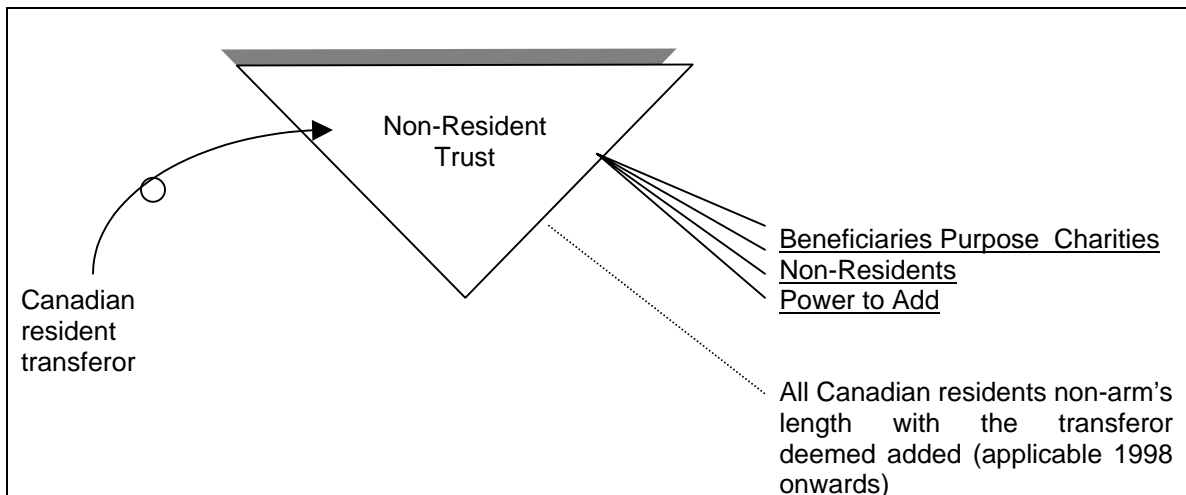 Non-Resident
Trust
Beneficiaries Purpose Charities
Non-Residents
Power to Add
Canadian
resident
transferor
All Canadian residents non-arm’s
length with the transferor
deemed added (applicable 1998
onwards)